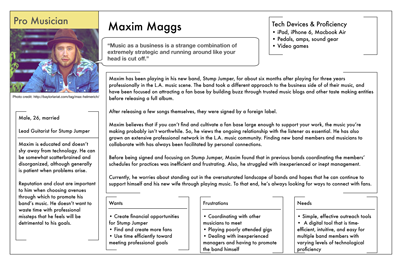 Pro Musician
Maxim Maggs
Tech Devices & Proficiency
• iPad, iPhone 6, Macbook Air
• Pedals, amps, sound gear
• Video games
"Music as a business is a strange combination of
extremely strategic and running around like your
head is cut off."
Male, 26, married
Lead Guitarist for Stump Jumper
Maxim is educated and doesn't
shy away from technology. He can
be somewhat scatterbrained and
disorganized, although generally
is patient when problems arise.
Reputation and clout are important
to him when choosing avenues
through which to promote his
band's music. He doesn't want to
waste time with professional
missteps that he feels will be
detrimental to his goals.
Maxim has been playing in his new band, Stump Jumper, for about six months after playing for three years
professionally in the L.A. music scene. The band took a different approach to the business side of their music, and
have been focused on attracting a fan base by building buzz through trusted music blogs and other taste making entities
before releasing a full album.
After releasing a few songs themselves, they were signed by a foreign label.
Maxim believes that if you can't find and cultivate a fan base large enough to support your work, the music you're
making probably isn't worthwhile. So, he views the ongoing relationship with the listener as essential. He has also
grown an extensive professional network in the L.A. music community. Finding new band members and musicians to
collaborate with has always been facilitated by personal connections.
Before being signed and focusing on Stump Jumper, Maxim found that in previous bands coordinating the members'
schedules for practices was inefficient and frustrating. Also, he struggled with inexperienced or inept management.
Currently, he worries about standing out in the oversaturated landscape of bands and hopes that he can continue to
support himself and his new wife through playing music. To that end, he's always looking for ways to connect with fans.
Wants
• Create financial opportunities
for Stump Jumper
• Find and create more fans
• Use time efficiently toward
meeting professional goals
Frustrations
• Coordinating with other
musicians to meet
• Playing poorly attended gigs
• Dealing with inexperienced
managers and having to promote
the band himself
Needs
• Simple, effective outreach tools
• A digital tool that is time-
efficient, intuitive, and easy for
multiple band members with
varying levels of technological
proficiency